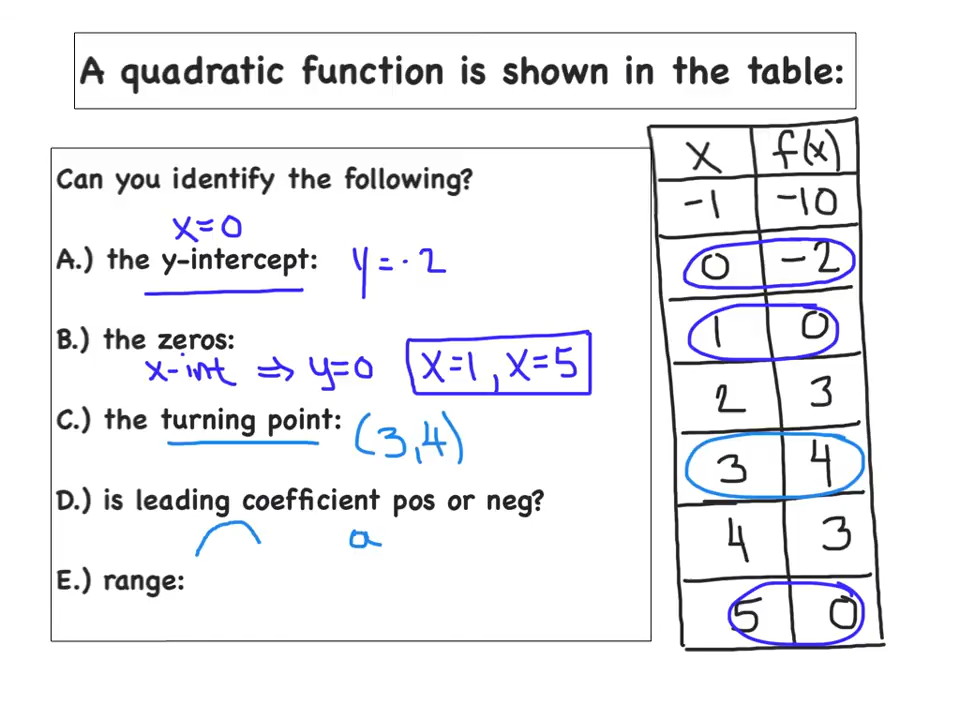 A quadratic function is shown in the table:
Can you identify the following?
x=0
A.) the y-intercept: y=-2
B.) the zeros:
x-int ⇒ y=0 x=1, x=5
C.) the turning point: (3,4)
D.) is leading coefficient pos or neg?
a
E.) range:
x f(x)
-1 -10
0 -2
1 0
2 3
3 4
4 3
5 0